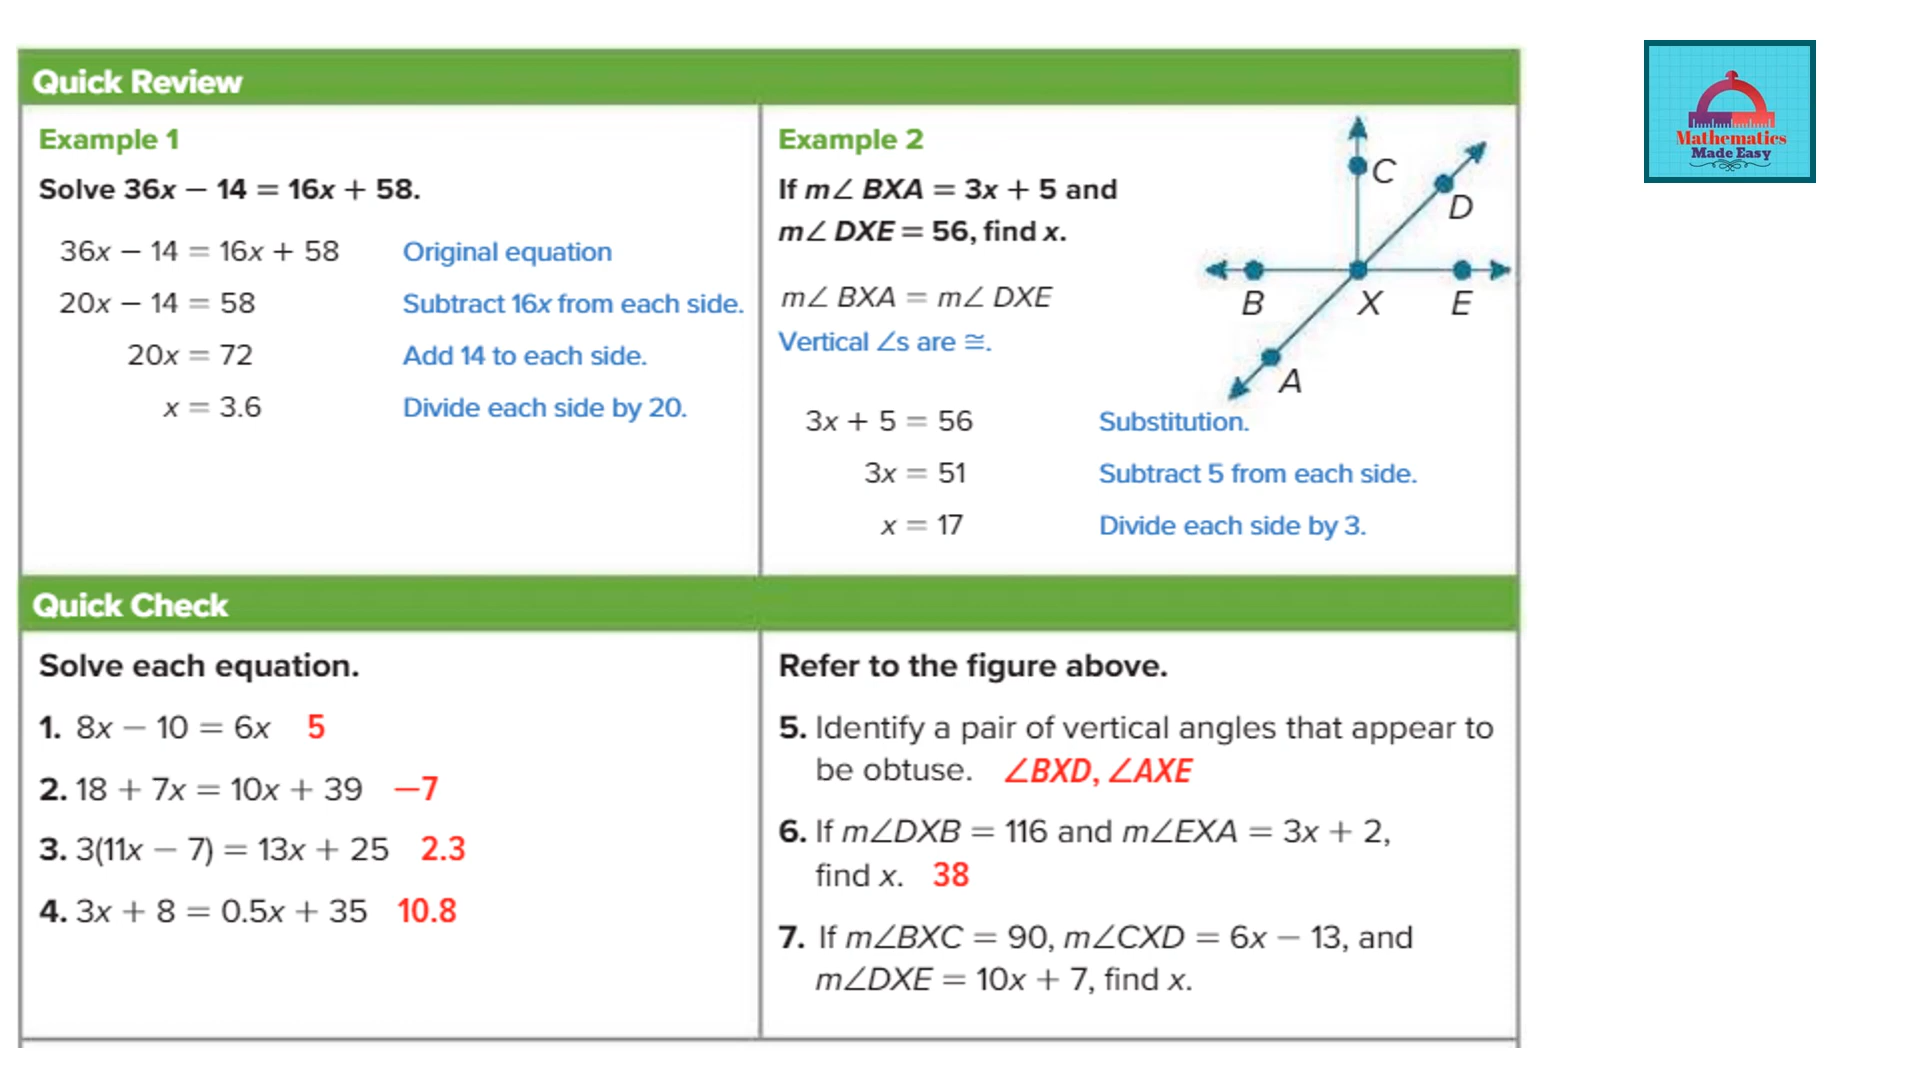 Quick Review
Example 1
Solve 36x − 14 = 16x + 58.
36x − 14 = 16x + 58 Original equation
20x − 14 = 58 Subtract 16x from each side.
20x = 72 Add 14 to each side.
x = 3.6 Divide each side by 20.
Example 2
If m∠ BXA = 3x + 5 and
m∠ DXE = 56, find x.
m∠ BXA = m∠ DXE
Vertical ∠s are ≅.
3x + 5 = 56 Substitution.
3x = 51 Subtract 5 from each side.
x = 17 Divide each side by 3.
C
D
B X E
A
Quick Check
Solve each equation.
1. 8x − 10 = 6x 5
2. 18 + 7x = 10x + 39 −7
3. 3(11x − 7) = 13x + 25 2.3
4. 3x + 8 = 0.5x + 35 10.8
Refer to the figure above.
5. Identify a pair of vertical angles that appear to
be obtuse. ∠BXD, ∠AXE
6. If m∠DXB = 116 and m∠EXA = 3x + 2,
find x. 38
7. If m∠BXC = 90, m∠CXD = 6x − 13, and
m∠DXE = 10x + 7, find x.
Mathematics
Made Easy